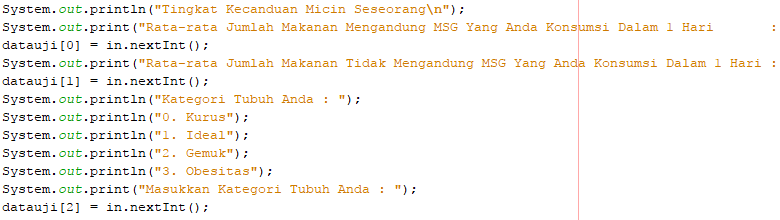 System.out.println("Tingkat Kecanduan Micin Seseorang\n");
System.out.print("Rata-rata Jumlah Makanan Mengandung MSG Yang Anda Konsumsi Dalam 1 Hari       :
datauji[0] = in.nextInt();
System.out.print("Rata-rata Jumlah Makanan Tidak Mengandung MSG Yang Anda Konsumsi Dalam 1 Hari :
datauji[1] = in.nextInt();
System.out.println("Kategori Tubuh Anda : ");
System.out.println("0. Kurus");
System.out.println("1. Ideal");
System.out.println("2. Gemuk");
System.out.println("3. Obesitas");
System.out.print("Masukkan Kategori Tubuh Anda : ");
datauji[2] = in.nextInt();